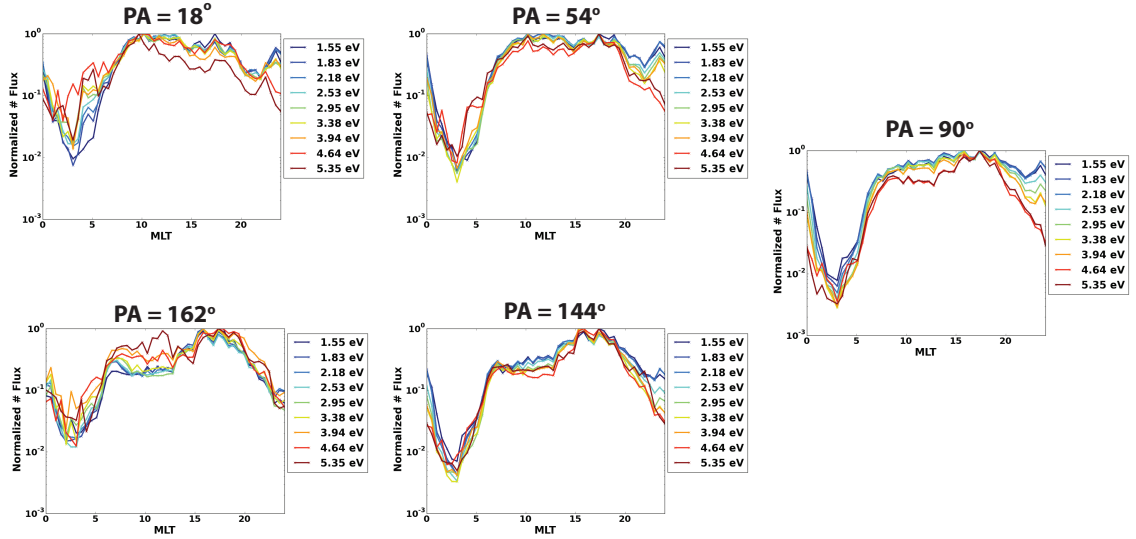 PA = 18°
PA = 54°
Normalized # Flux
10^0
10^-1
10^-2
10^-3
0
5
10
15
20
MLT
1.55 eV
1.83 eV
2.18 eV
2.53 eV
2.95 eV
3.38 eV
3.94 eV
4.64 eV
5.35 eV
Normalized # Flux
10^0
10^-1
10^-2
10^-3
0
5
10
15
20
MLT
1.55 eV
1.83 eV
2.18 eV
2.53 eV
2.95 eV
3.38 eV
3.94 eV
4.64 eV
5.35 eV
PA = 90°
Normalized # Flux
10^0
10^-1
10^-2
10^-3
0
5
10
15
20
MLT
1.55 eV
1.83 eV
2.18 eV
2.53 eV
2.95 eV
3.38 eV
3.94 eV
4.64 eV
5.35 eV
PA = 162°
PA = 144°
Normalized # Flux
10^0
10^-1
10^-2
10^-3
0
5
10
15
20
MLT
1.55 eV
1.83 eV
2.18 eV
2.53 eV
2.95 eV
3.38 eV
3.94 eV
4.64 eV
5.35 eV
Normalized # Flux
10^0
10^-1
10^-2
10^-3
0
5
10
15
20
MLT
1.55 eV
1.83 eV
2.18 eV
2.53 eV
2.95 eV
3.38 eV
3.94 eV
4.64 eV
5.35 eV